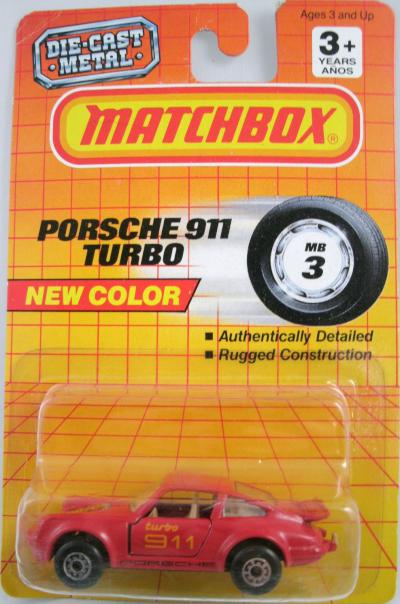 Ages 3 and Up
DIE-CAST
METAL
3+
YEARS
AÑOS
MATCHBOX®
PORSCHE 911
TURBO
MB
3
NEW COLOR
■ Authentically Detailed
■ Rugged Construction
turbo
911
PORSCHE